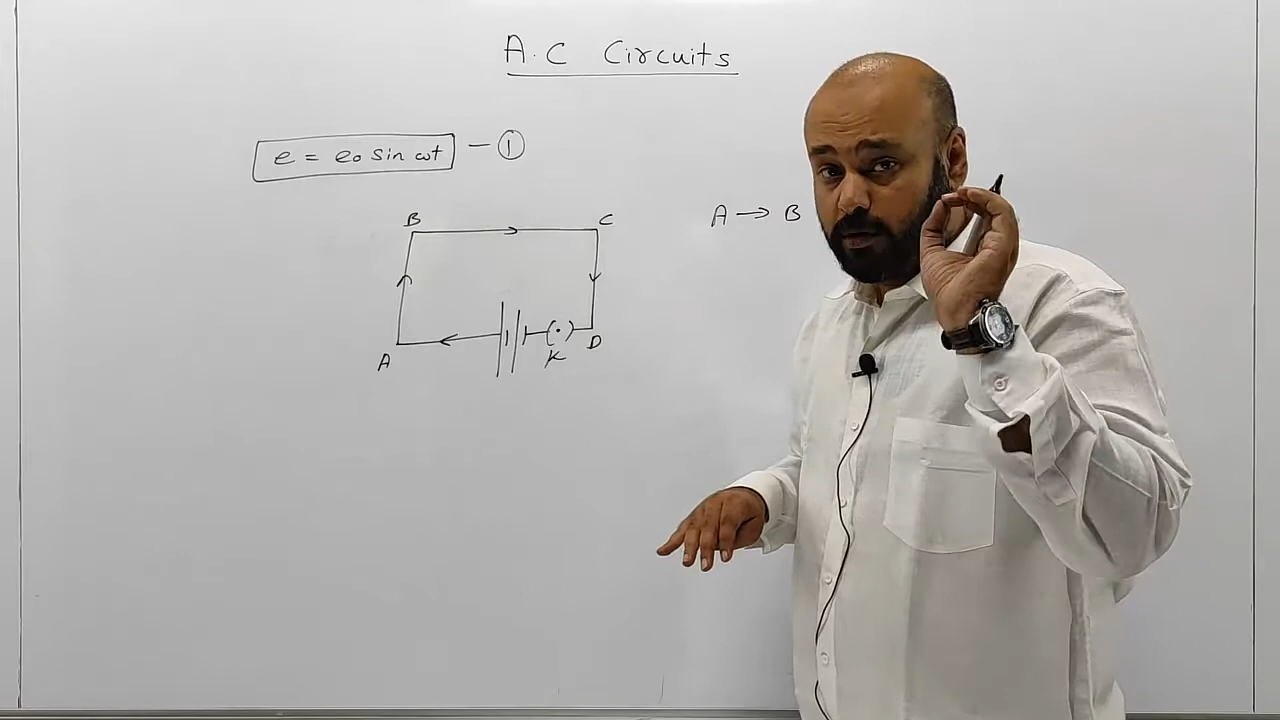 A.C Circuits
e = e₀ sin ωt — ①
B C
A → B
A K D